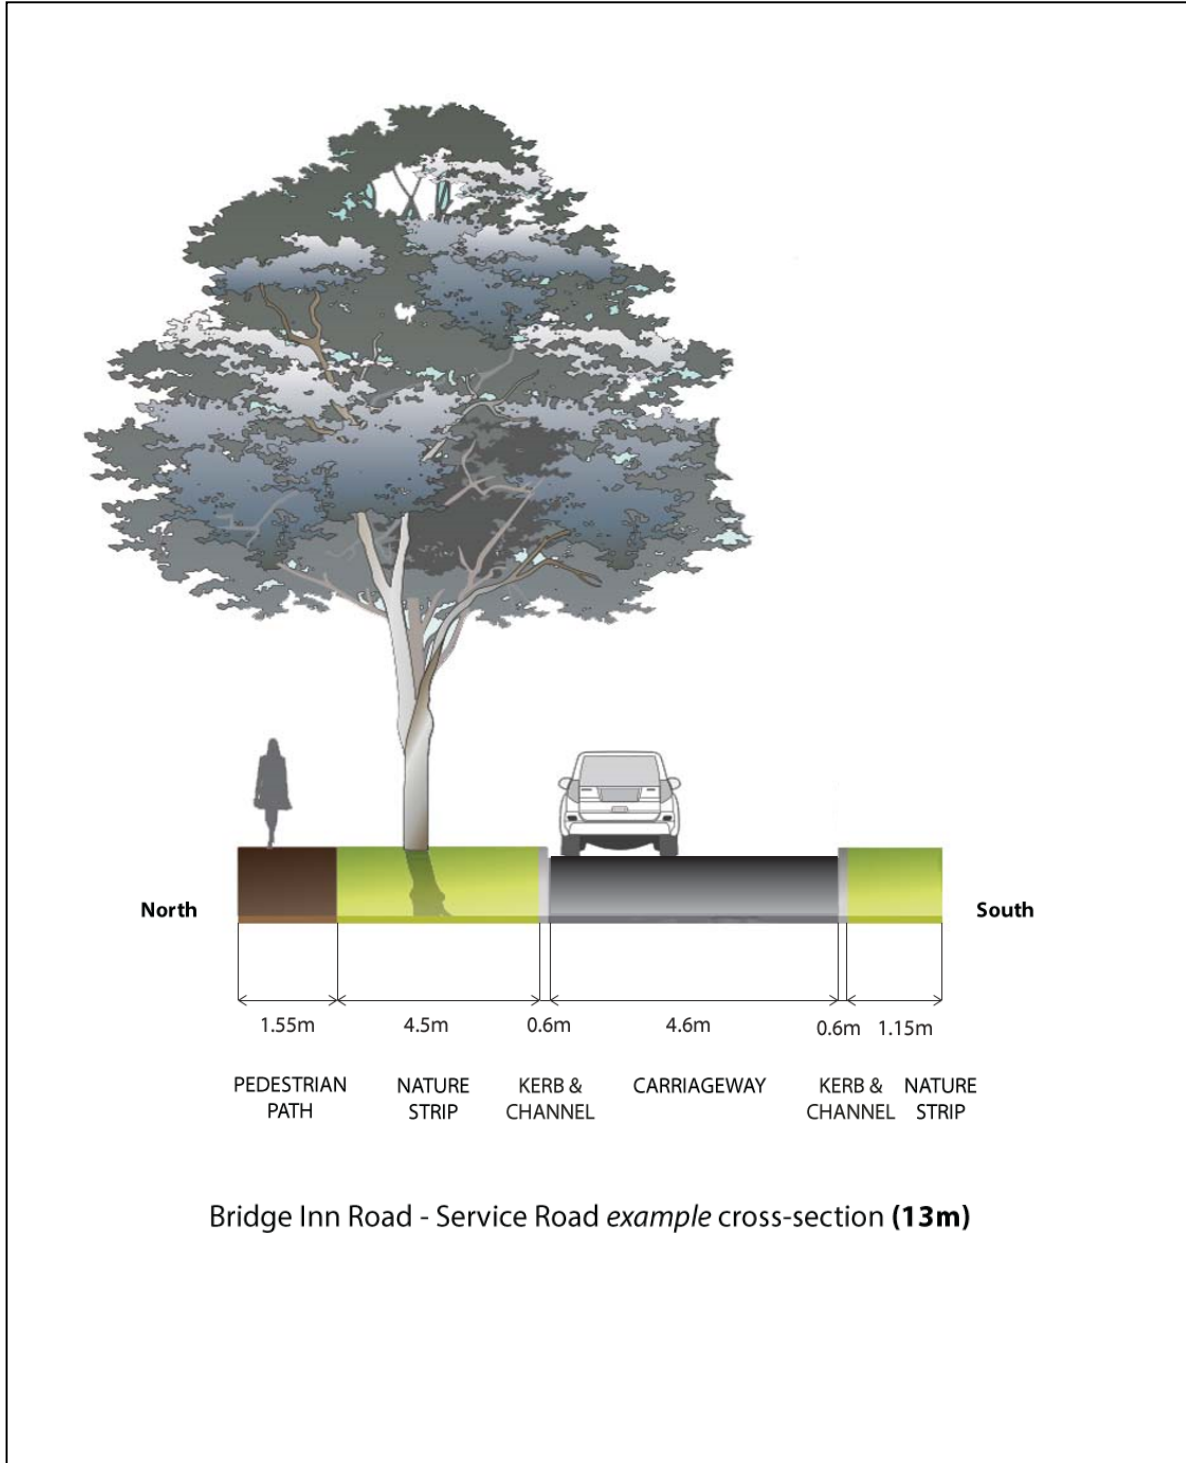 North
South
1.55m 4.5m 0.6m 4.6m 0.6m 1.15m
PEDESTRIAN PATH
NATURE STRIP
KERB & CHANNEL
CARRIAGEWAY
KERB & CHANNEL
NATURE STRIP
Bridge Inn Road - Service Road example cross-section (13m)